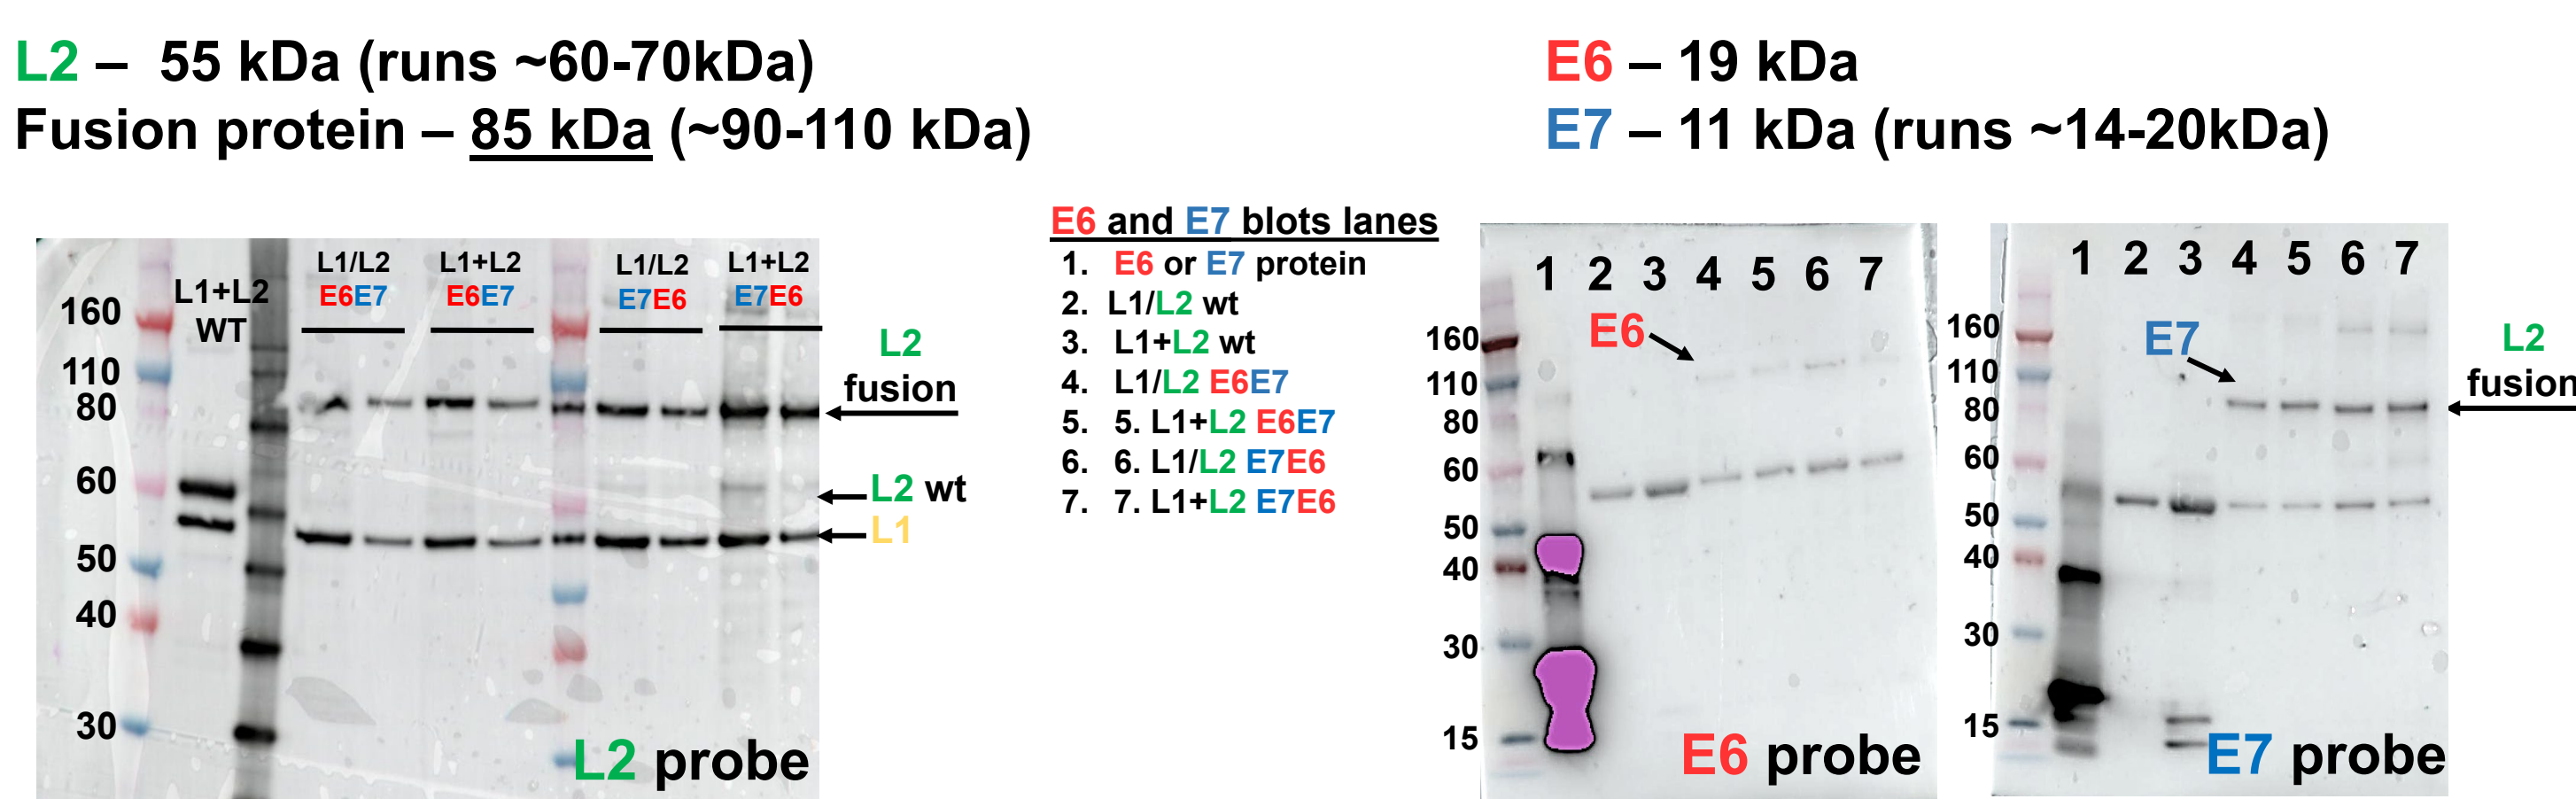 L2 – 55 kDa (runs ~60-70kDa)
Fusion protein – 85 kDa (~90-110 kDa)
E6 – 19 kDa
E7 – 11 kDa (runs ~14-20kDa)
L1+L2
WT
L1/L2
E6E7
L1+L2
E6E7
L1/L2
E7E6
L1+L2
E7E6
160
110
80
60
50
40
30
L2
fusion
L2 wt
L1
L2 probe
E6 and E7 blots lanes
1. E6 or E7 protein
2. L1/L2 wt
3. L1+L2 wt
4. L1/L2 E6E7
5. 5. L1+L2 E6E7
6. 6. L1/L2 E7E6
7. 7. L1+L2 E7E6
1 2 3 4 5 6 7
E6
160
110
80
60
50
40
30
15
E6 probe
1 2 3 4 5 6 7
E7
160
110
80
60
50
40
30
15
L2
fusion
E7 probe